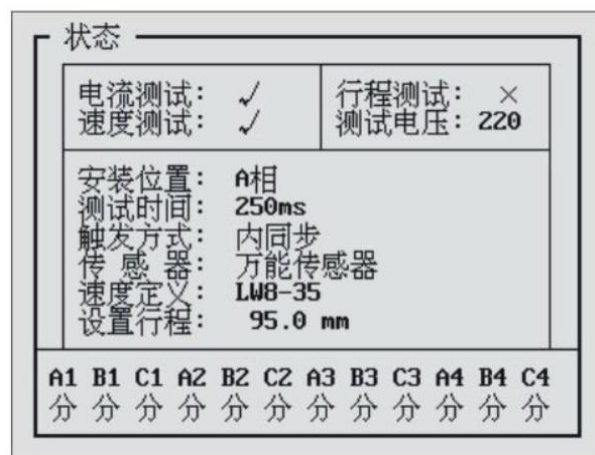 状态
电流测试: √ 行程测试: ×
速度测试: √ 测试电压: 220
安装位置: A相
测试时间: 250ms
触发方式: 内同步
传 感 器: 万能传感器
速度定义: LW8-35
设置行程: 95.0 mm
A1 B1 C1 A2 B2 C2 A3 B3 C3 A4 B4 C4
分 分 分 分 分 分 分 分 分 分 分 分